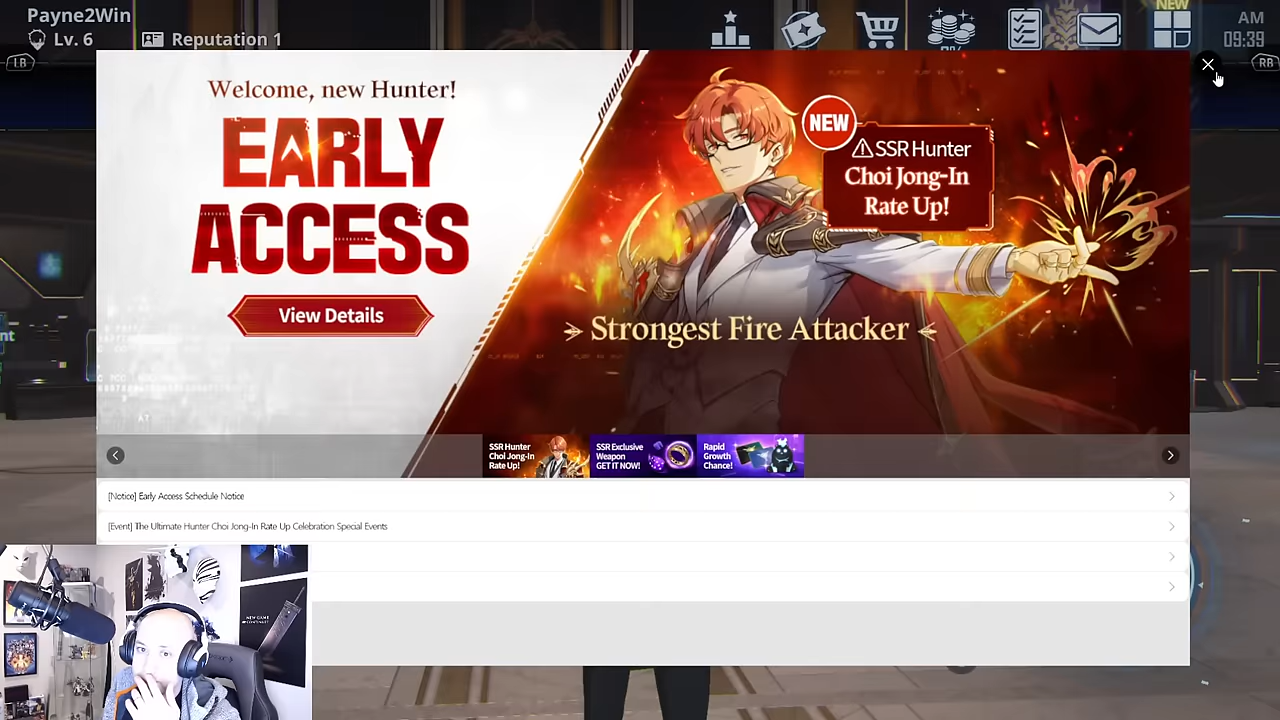 Payne2Win
Lv. 6
Reputation 1
NEW
AM
09:39
LB
RB
Welcome, new Hunter!
EARLY
ACCESS
View Details
NEW
SSR Hunter
Choi Jong-In
Rate Up!
Strongest Fire Attacker
SSR Hunter
Choi Jong-In
Rate Up!
SSR Exclusive
Weapon
GET IT NOW!
Rapid
Growth
Chance!
[Notice] Early Access Schedule Notice
[Event] The Ultimate Hunter Choi Jong-In Rate Up Celebration Special Events